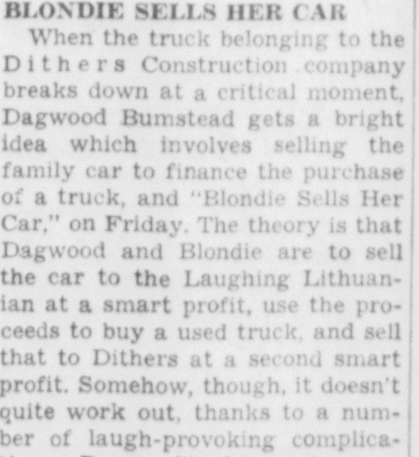 BLONDIE SELLS HER CAR
When the truck belonging to the
Dithers Construction company
breaks down at a critical moment,
Dagwood Bumstead gets a bright
idea which involves selling the
family car to finance the purchase
of a truck, and "Blondie Sells Her
Car," on Friday. The theory is that
Dagwood and Blondie are to sell
the car to the Laughing Lithuan-
ian at a smart profit, use the pro-
ceeds to buy a used truck, and sell
that to Dithers at a second smart
profit. Somehow, though, it doesn't
quite work out, thanks to a num-
ber of laugh-provoking complica-